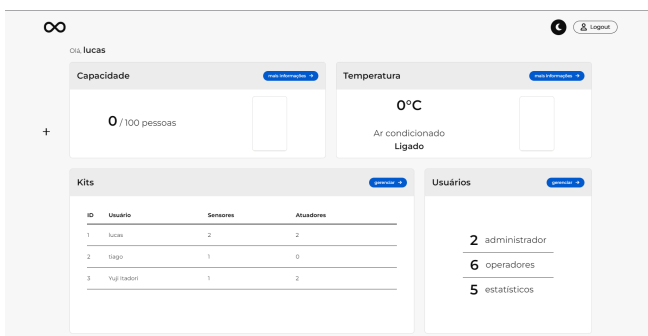 Logout
Olá, lucas
Capacidade
mais informações →
0 / 100 pessoas
Temperatura
mais informações →
0°C
Ar condicionado
Ligado
+
Kits
gerenciar →
ID Usuário Sensores Atuadores
1 lucas 2 2
2 tiago 1 0
3 Yuji Itadori 1 2
Usuários
gerenciar →
2 administrador
6 operadores
5 estatísticos